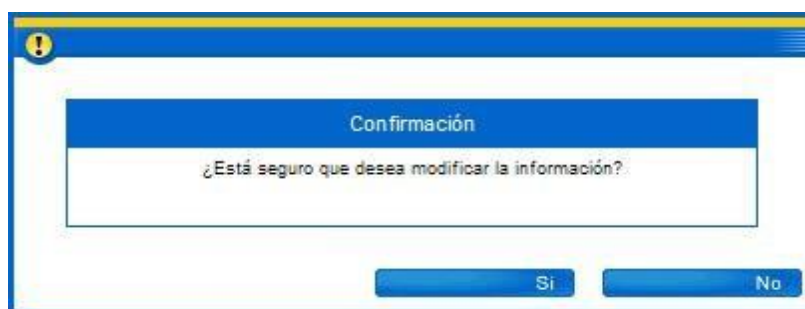 Confirmación
¿Está seguro que desea modificar la información?
Si
No